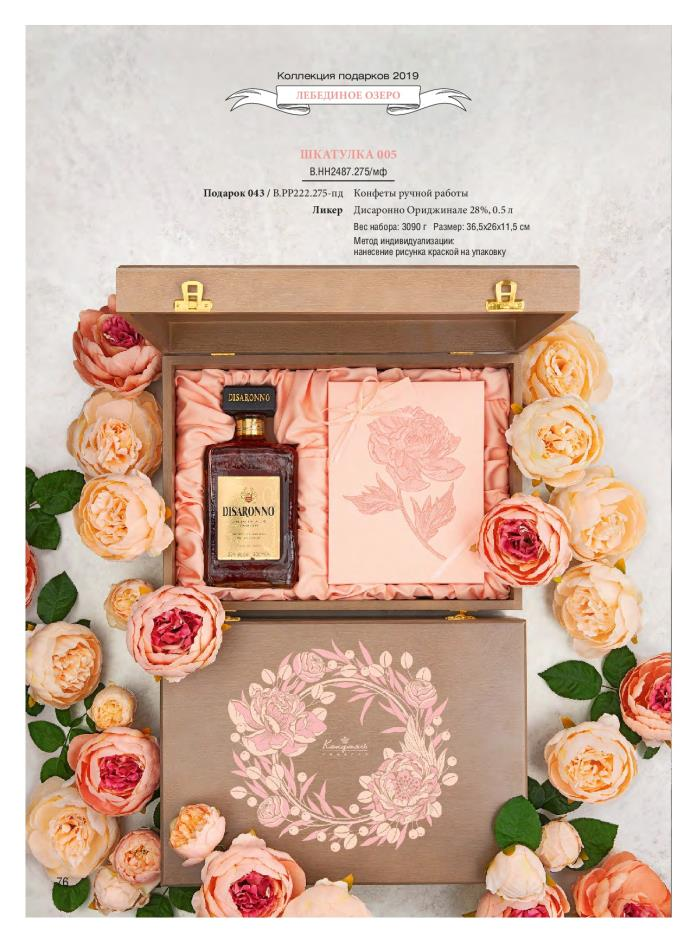 Коллекция подарков 2019
ЛЕБЕДИНОЕ ОЗЕРО
ШКАТУЛКА 005
В.НН2487.275/мф
Подарок 043 / В.РР222.275-пд Конфеты ручной работы
Ликер Дисаронно Ориджинале 28%, 0.5 л
Вес набора: 3090 г Размер: 36,5x26x11,5 см
Метод индивидуализации:
нанесение рисунка краской на упаковку
DISARONNO
DISARONNO
76